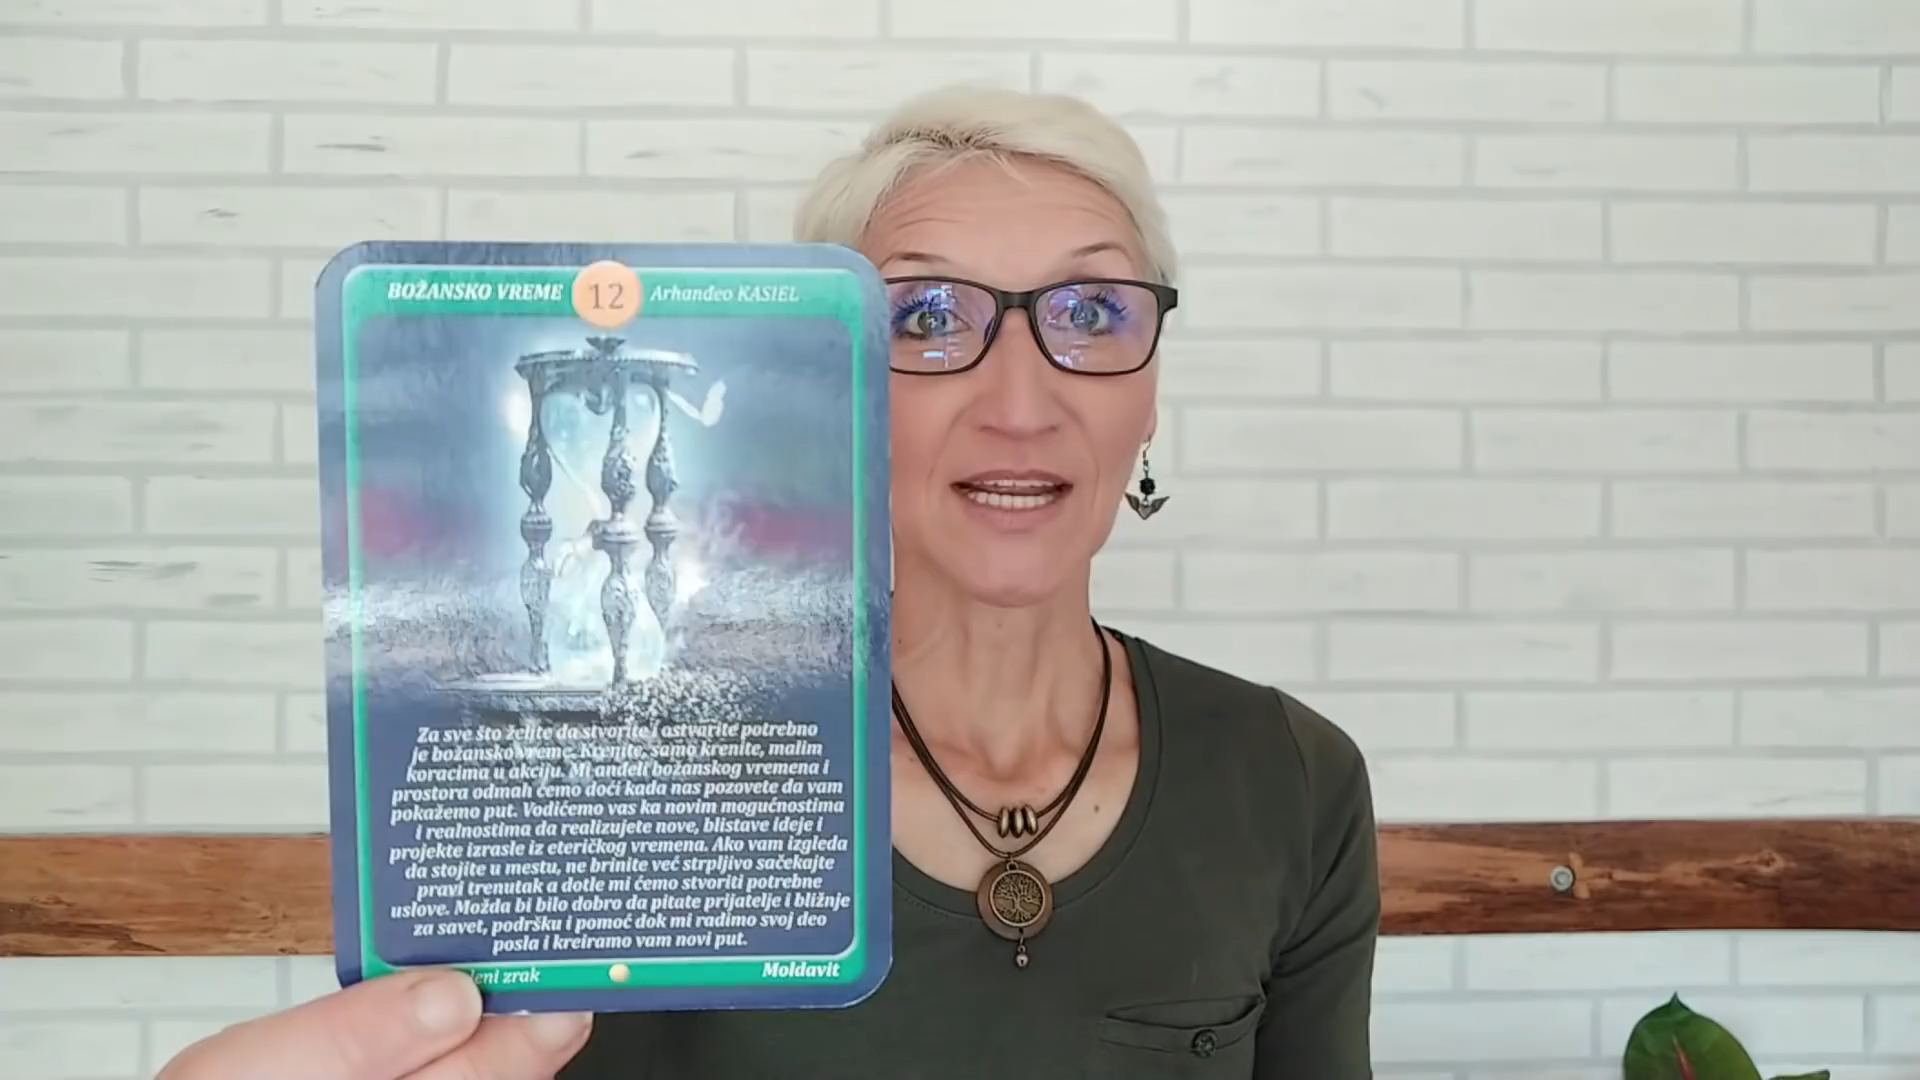 BOŽANSKO VREME 12 Arhanđeo KASIEL
Za sve što želite da stvorite i ostvarite potrebno
je božansko vreme. Krenite, samo krenite, malim
koracima u akciju. Mi anđeli božanskog vremena i
prostora odmah ćemo doći kada nas pozovete da vam
pokažemo put. Vodićemo vas ka novim mogućnostima
i realnostima da realizujete nove, blistave ideje i
projekte izrasle iz eteričkog vremena. Ako vam izgleda
da stojite u mestu, ne brinite već strpljivo sačekajte
pravi trenutak a dotle mi ćemo stvoriti potrebne
uslove. Možda bi bilo dobro da pitate prijatelje i bližnje
za savet, podršku i pomoć dok mi radimo svoj deo
posla i kreiramo vam novi put.
zrak Moldavit